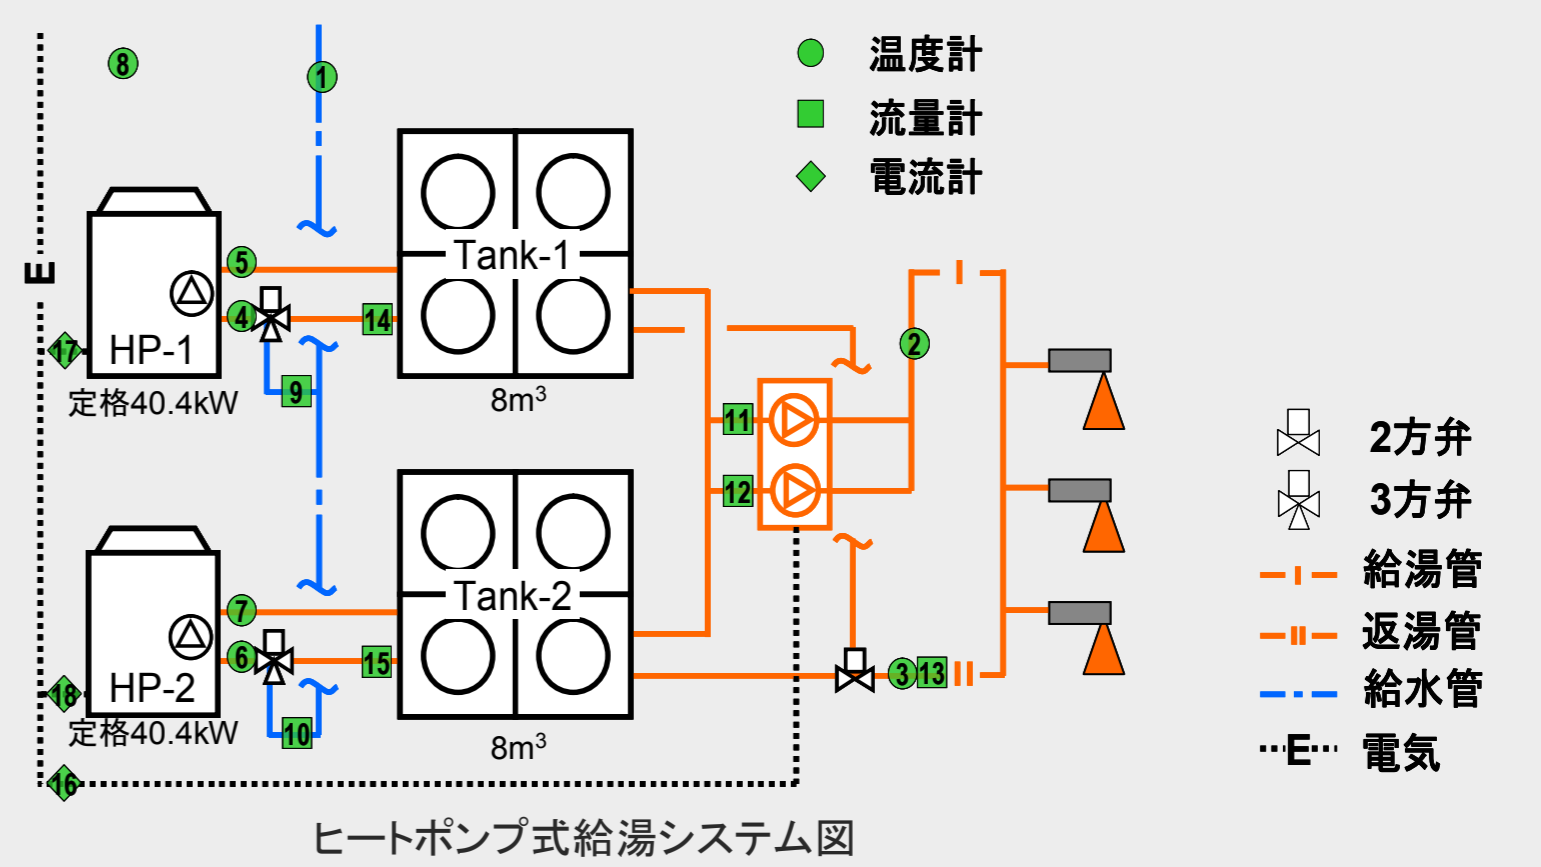 8
1
温度計
流量計
電流計
E
5
4
14
Tank-1
HP-1
17
定格40.4kW
9
8m³
2
11
12
2方弁
3方弁
給湯管
返湯管
給水管
E 電気
7
6
15
Tank-2
HP-2
18
定格40.4kW
10
8m³
3
13
16
ヒートポンプ式給湯システム図